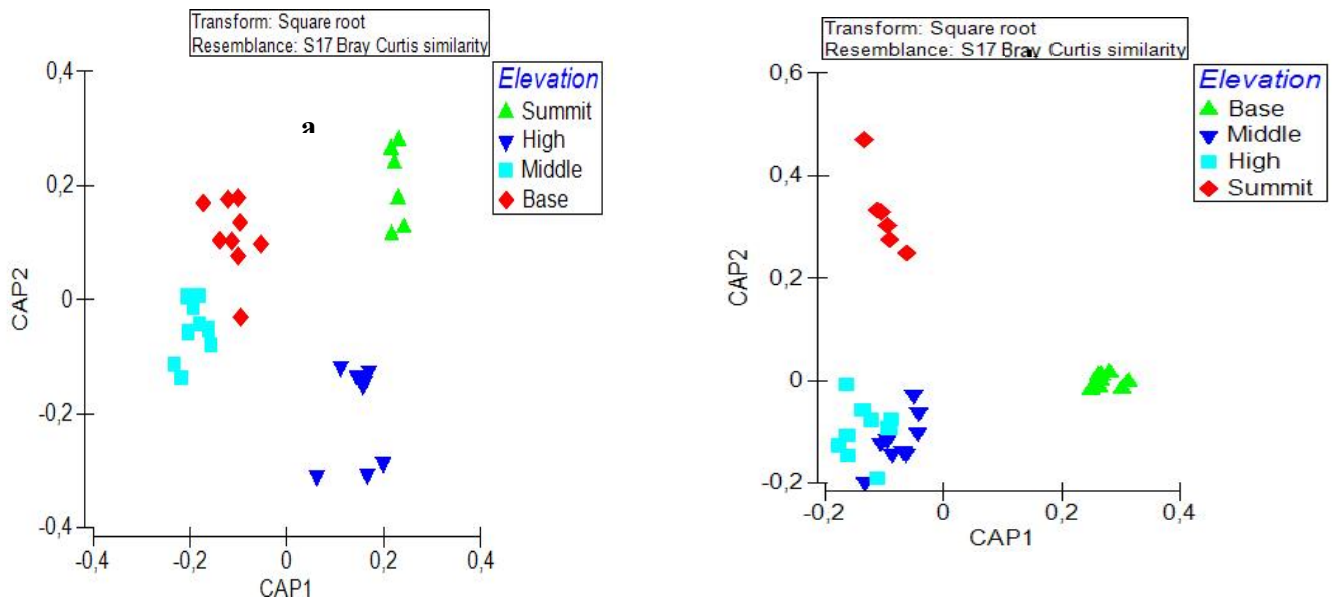 Transform: Square root
Resemblance: S17 Bray Curtis similarity
0,4
0,2
0
-0,2
-0,4
CAP2
-0,4
-0,2
0
0,2
0,4
CAP1
a
Elevation
Summit
High
Middle
Base
Transform: Square root
Resemblance: S17 Bray Curtis similarity
0,6
0,4
0,2
0
-0,2
CAP2
-0,2
0
0,2
0,4
CAP1
Elevation
Base
Middle
High
Summit